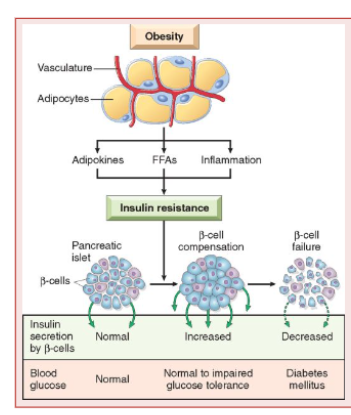 Obesity
Vasculature
Adipocytes
Adipokines FFAs Inflammation
Insulin resistance
Pancreatic
islet
β-cells
β-cell
compensation
β-cell
failure
Insulin
secretion
by β-cells
Normal
Increased
Decreased
Blood
glucose
Normal
Normal to impaired
glucose tolerance
Diabetes
mellitus